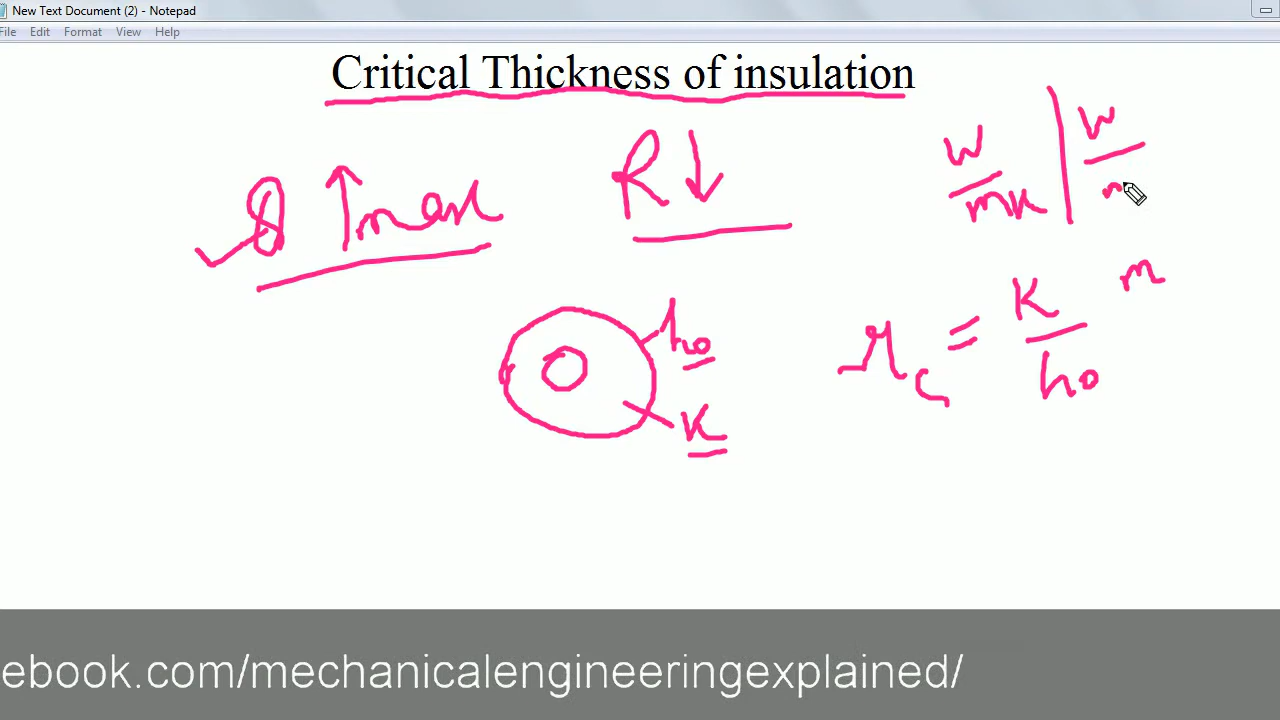 New Text Document (2) - Notepad
File Edit Format View Help
Critical Thickness of insulation
Q ↑ max R ↓ W/mK | W/m
ho
K
rc = K/ho m
ebook.com/mechanicalengineeringexplained/